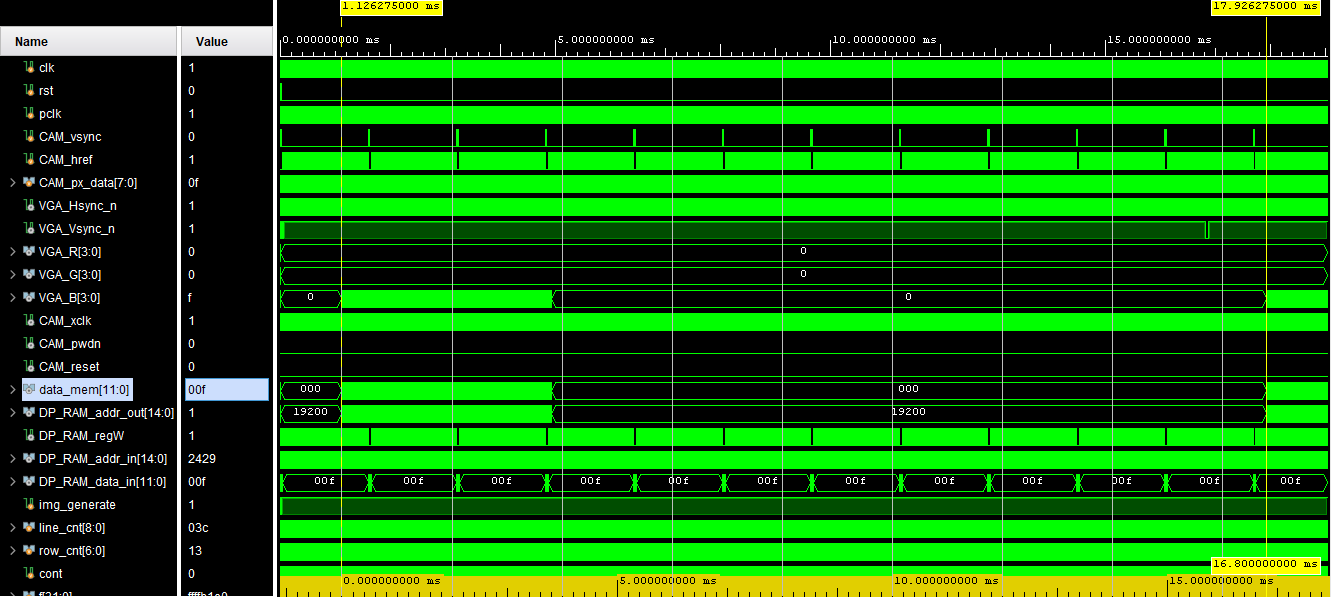 1.126275000 ms 17.926275000 ms
Name Value
0.000000000 ms 5.000000000 ms 10.000000000 ms 15.000000000 ms
clk 1
rst 0
pclk 1
CAM_vsync 0
CAM_href 1
CAM_px_data[7:0] 0f
VGA_Hsync_n 1
VGA_Vsync_n 1
VGA_R[3:0] 0 0
VGA_G[3:0] 0 0
VGA_B[3:0] f 0 0
CAM_xclk 1
CAM_pwdn 0
CAM_reset 0
data_mem[11:0] 00f 000 000
DP_RAM_addr_out[14:0] 1 19200 19200
DP_RAM_regW 1
DP_RAM_addr_in[14:0] 2429
DP_RAM_data_in[11:0] 00f 00f 00f 00f 00f 00f 00f 00f 00f 00f 00f 00f 00f
img_generate 1
line_cnt[8:0] 03c
row_cnt[6:0] 13
16.800000000 ms
cont 0
0.000000000 ms 5.000000000 ms 10.000000000 ms 15.000000000 ms